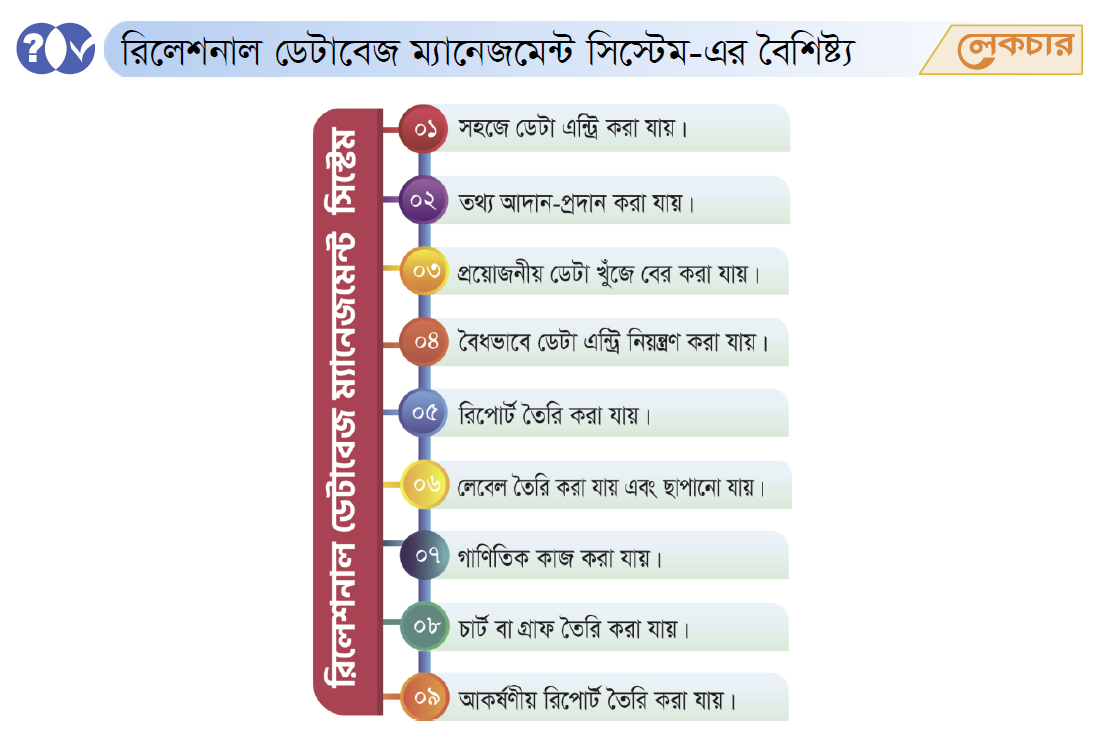 রিলেশনাল ডেটাবেজ ম্যানেজমেন্ট সিস্টেম-এর বৈশিষ্ট্য
লেকচার
রিলেশনাল ডেটাবেজ ম্যানেজমেন্ট সিস্টেম
০১ সহজে ডেটা এন্ট্রি করা যায়।
০২ তথ্য আদান-প্রদান করা যায়।
০৩ প্রয়োজনীয় ডেটা খুঁজে বের করা যায়।
০৪ বৈধভাবে ডেটা এন্ট্রি নিয়ন্ত্রণ করা যায়।
০৫ রিপোর্ট তৈরি করা যায়।
০৬ লেবেল তৈরি করা যায় এবং ছাপানো যায়।
০৭ গাণিতিক কাজ করা যায়।
০৮ চার্ট বা গ্রাফ তৈরি করা যায়।
০৯ আকর্ষণীয় রিপোর্ট তৈরি করা যায়।